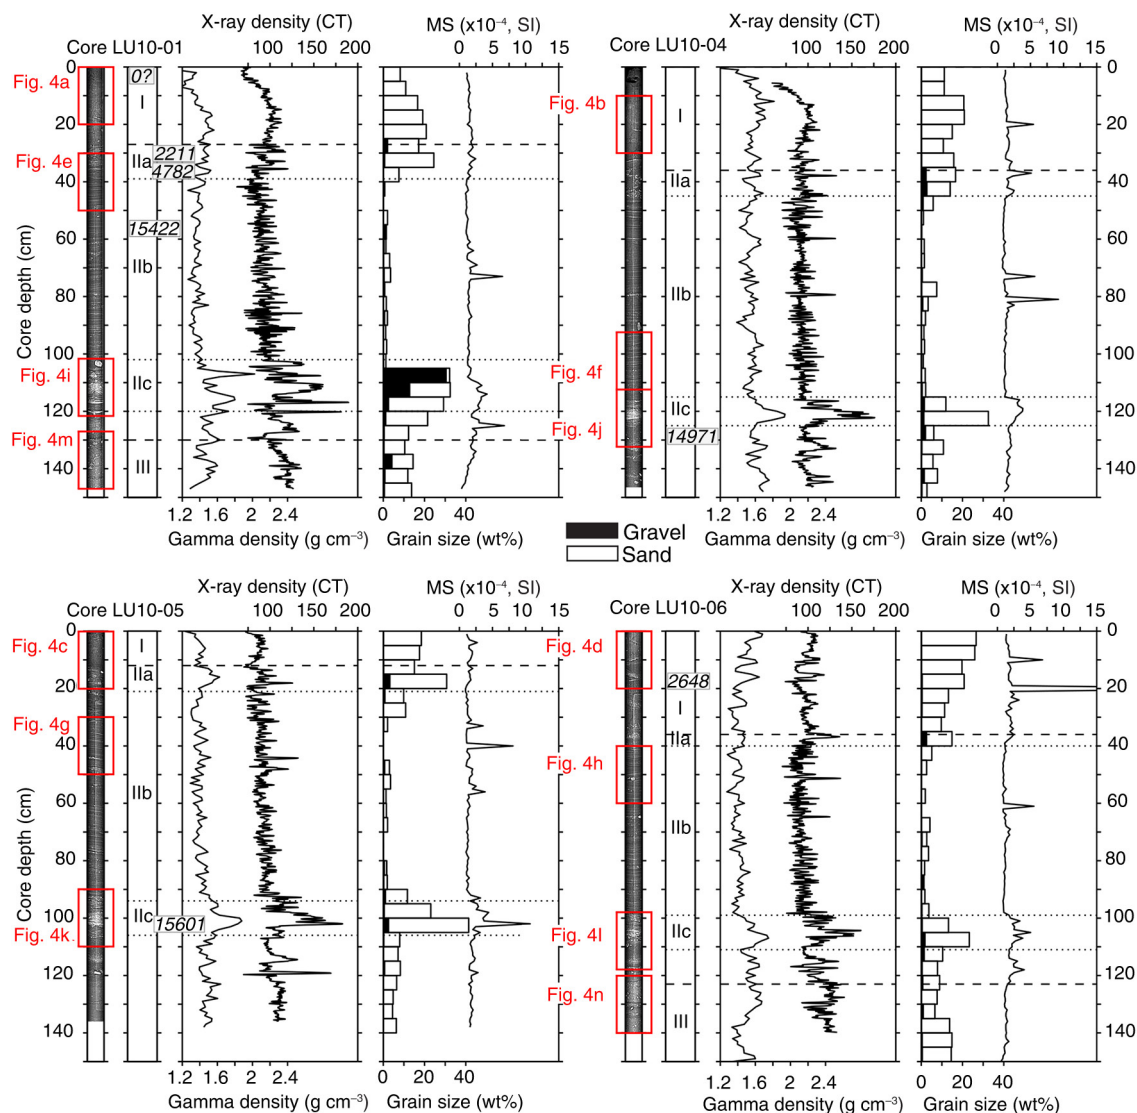 X-ray density (CT)
MS (x10⁻⁴, SI)
Core LU10-01
100 150 200
0 5 10 15
0
20
40
60
80
100
120
140
Core depth (cm)
Fig. 4a
Fig. 4e
Fig. 4i
Fig. 4m
0?
I
2211
IIa
4782
15422
IIb
IIc
III
1.2 1.6 2 2.4
Gamma density (g cm⁻³)
0 20 40
Grain size (wt%)
X-ray density (CT)
MS (x10⁻⁴, SI)
Core LU10-04
100 150 200
0 5 10 15
Fig. 4b
Fig. 4f
Fig. 4j
I
IIa
IIb
IIc
14971
0
20
40
60
80
100
120
140
1.2 1.6 2 2.4
Gamma density (g cm⁻³)
0 20 40
Grain size (wt%)
Gravel
Sand
X-ray density (CT)
MS (x10⁻⁴, SI)
Core LU10-05
100 150 200
0 5 10 15
0
20
40
60
80
100
120
140
Core depth (cm)
Fig. 4c
Fig. 4g
Fig. 4k
I
IIa
IIb
IIc
15601
1.2 1.6 2 2.4
Gamma density (g cm⁻³)
0 20 40
Grain size (wt%)
X-ray density (CT)
MS (x10⁻⁴, SI)
Core LU10-06
100 150 200
0 5 10 15
Fig. 4d
Fig. 4h
Fig. 4l
Fig. 4n
2648
I
IIa
IIb
IIc
III
0
20
40
60
80
100
120
140
1.2 1.6 2 2.4
Gamma density (g cm⁻³)
0 20 40
Grain size (wt%)